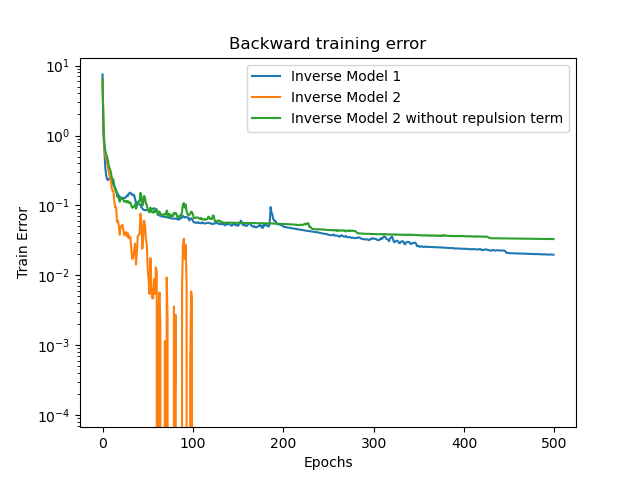 Backward training error
Inverse Model 1
Inverse Model 2
Inverse Model 2 without repulsion term
Train Error
10¹
10⁰
10⁻¹
10⁻²
10⁻³
10⁻⁴
0 100 200 300 400 500
Epochs